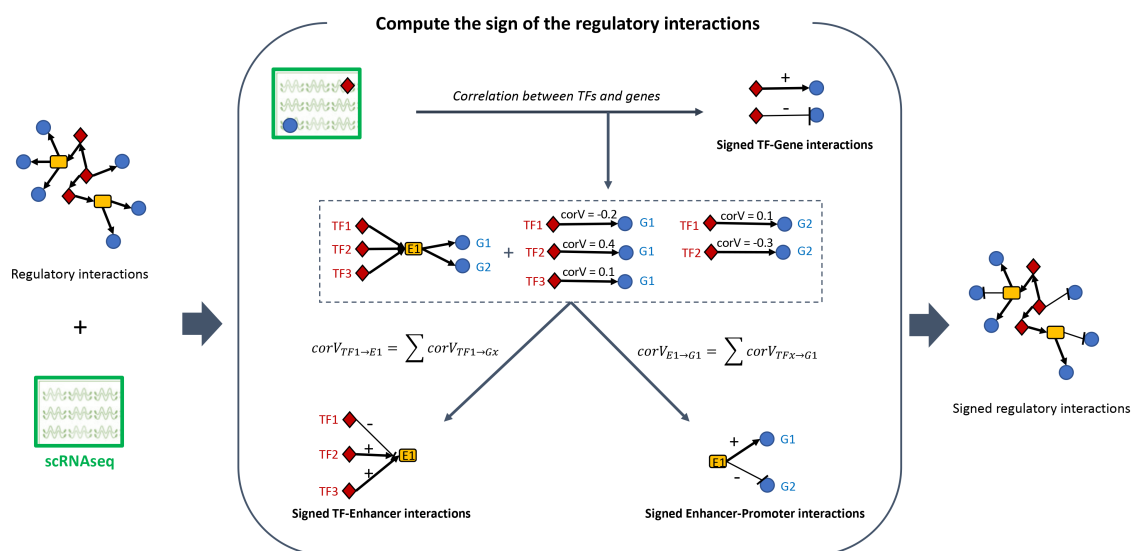 Compute the sign of the regulatory interactions
Correlation between TFs and genes
+
-
Signed TF-Gene interactions
Regulatory interactions
+
scRNAseq
TF1
TF2
TF3
E1
G1
G2
+
TF1 corV = -0.2 G1
TF2 corV = 0.4 G1
TF3 corV = 0.1 G1
TF1 corV = 0.1 G2
TF2 corV = -0.3 G2
corV_{TF1→E1} = ∑ corV_{TF1→Gx}
corV_{E1→G1} = ∑ corV_{TFx→G1}
TF1
-
TF2
+
TF3
+
E1
Signed TF-Enhancer interactions
E1
+
G1
-
G2
Signed Enhancer-Promoter interactions
Signed regulatory interactions